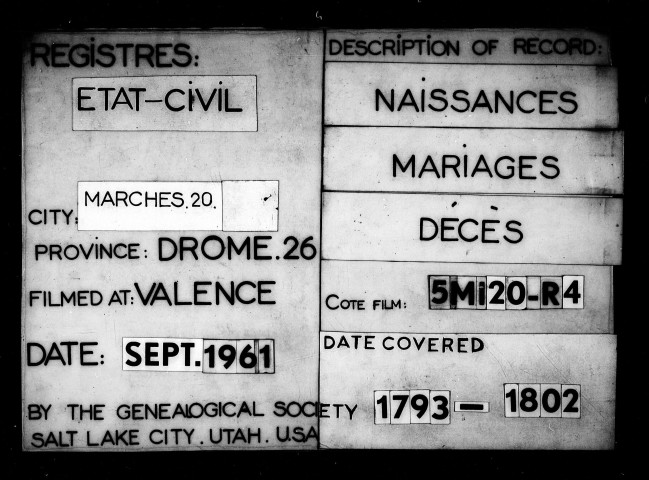 REGISTRES:
ETAT-CIVIL
CITY: MARCHES.20.
PROVINCE: DROME.26
FILMED AT: VALENCE
DATE: SEPT.1961
BY THE GENEALOGICAL SOCIETY
SALT LAKE CITY. UTAH. U.S.A
DESCRIPTION OF RECORD:
NAISSANCES
MARIAGES
DÉCÈS
COTE FILM: 5Mi20-R4
DATE COVERED
1793 - 1802